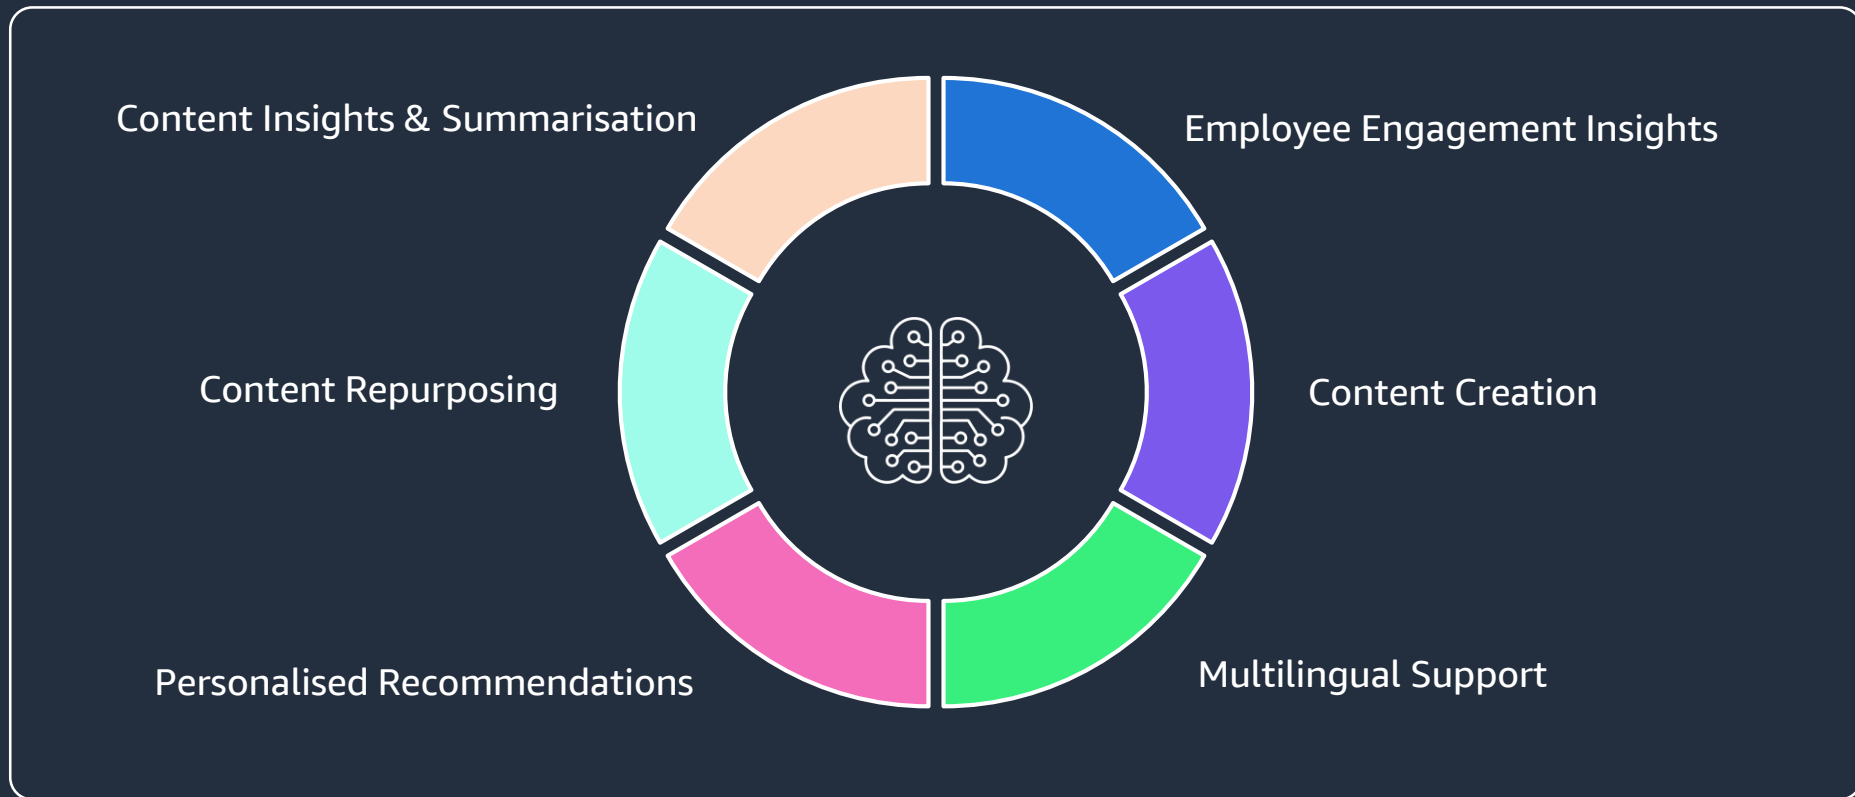 Content Insights & Summarisation
Employee Engagement Insights
Content Repurposing
Content Creation
Personalised Recommendations
Multilingual Support